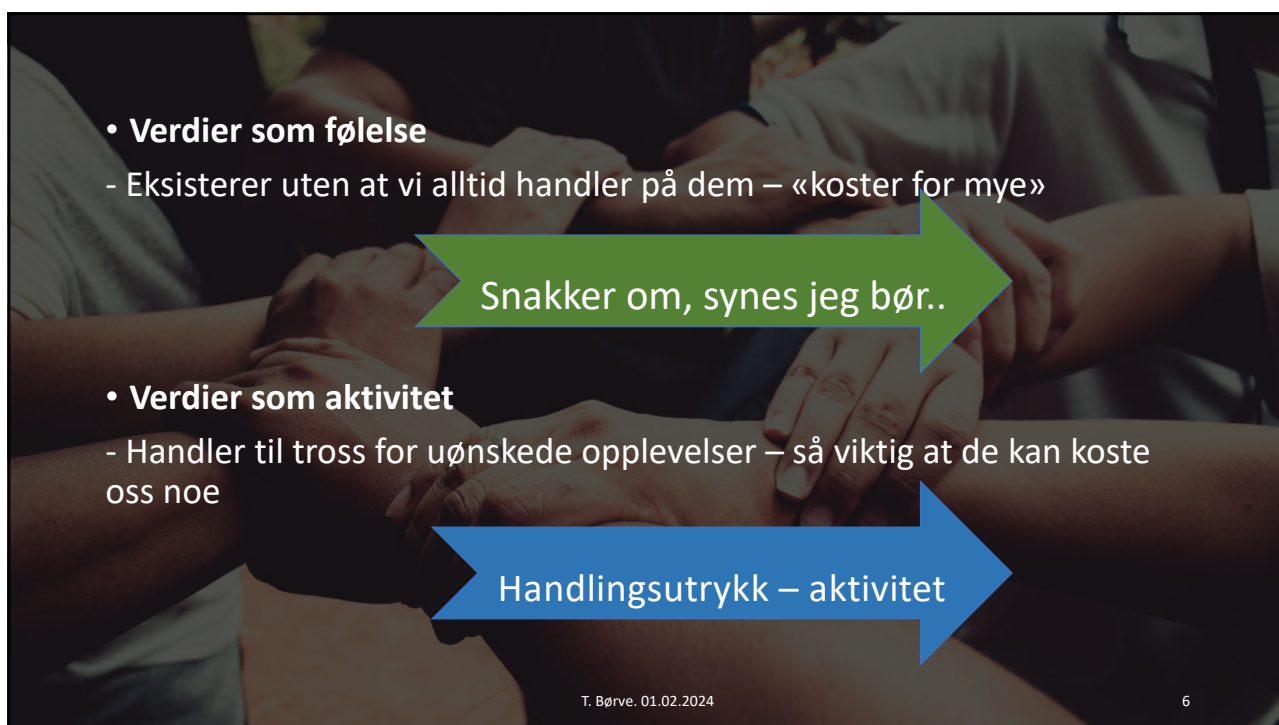 • Verdier som følelse
- Eksisterer uten at vi alltid handler på dem – «koster for mye»
Snakker om, synes jeg bør..
• Verdier som aktivitet
- Handler til tross for uønskede opplevelser – så viktig at de kan koste
oss noe
Handlingsutrykk – aktivitet
T. Børve. 01.02.2024
6